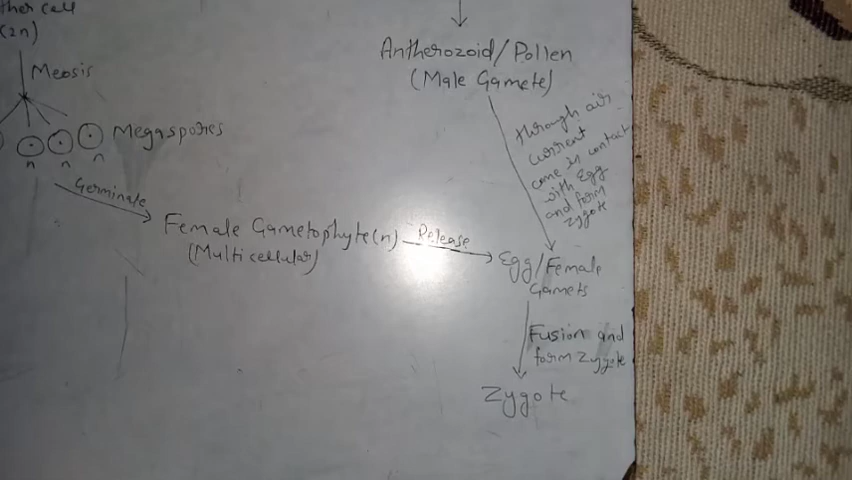 ther cell
(2n)
Meosis
Megaspores
n n n
Germinate
Female Gametophyte(n)
(Multicellular)
Release
Antherozoid/Pollen
(Male Gamete)
through air
current
come in contact
with Egg
and form
zygote
Egg/Female
Gamets
Fusion and
form Zygote
Zygote